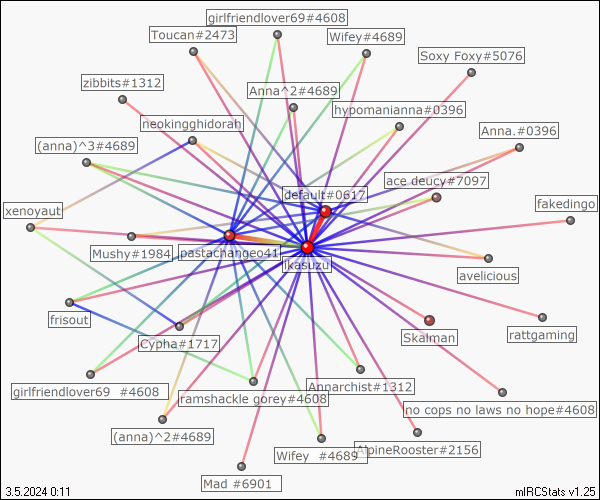 girlfriendlover69#4608
Toucan#2473
Wifey#4689
Soxy Foxy#5076
zibbits#1312
Anna^2#4689
hypomanianna#0396
neokingghidorah
Anna.#0396
(anna)^3#4689
ace deucy#7097
default#0617
xenoyaut
fakedingo
Mushy#1984
pastachangeo41
ikasuzu
avelicious
frisout
Cypha#1717
Skalman
rattgaming
girlfriendlover69 #4608
Annarchist#1312
ramshackle gorey#4608
no cops no laws no hope#4608
(anna)^2#4689
AlpineRooster#2156
Wifey #4689
Mad #6901
3.5.2024 0:11
mIRCStats v1.25